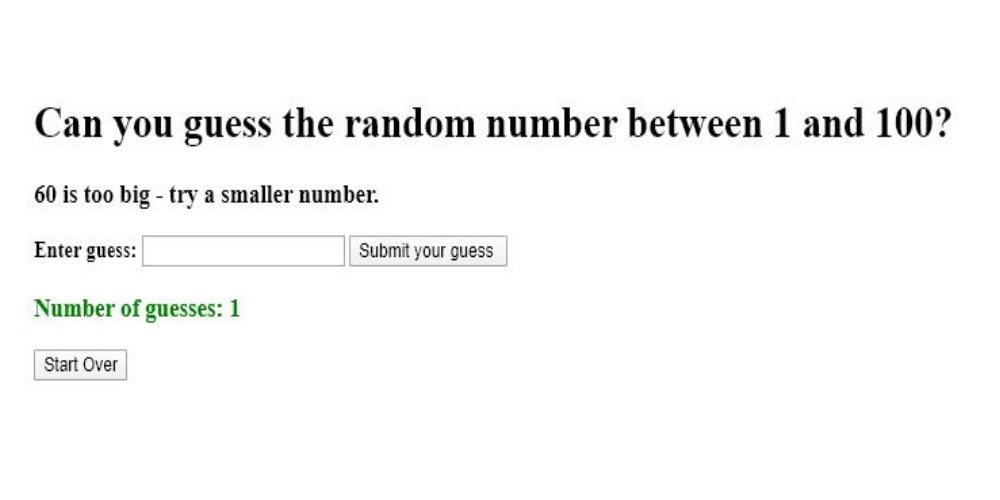 Can you guess the random number between 1 and 100?
60 is too big - try a smaller number.
Enter guess: Submit your guess
Number of guesses: 1
Start Over